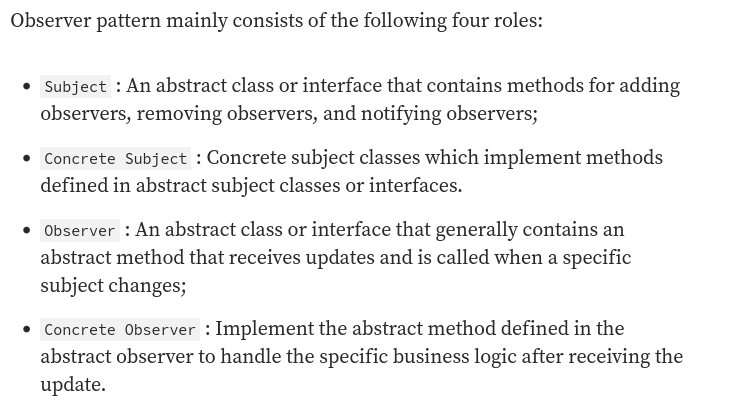 Observer pattern mainly consists of the following four roles:
• Subject : An abstract class or interface that contains methods for adding
observers, removing observers, and notifying observers;
• Concrete Subject : Concrete subject classes which implement methods
defined in abstract subject classes or interfaces.
• Observer : An abstract class or interface that generally contains an
abstract method that receives updates and is called when a specific
subject changes;
• Concrete Observer : Implement the abstract method defined in the
abstract observer to handle the specific business logic after receiving the
update.